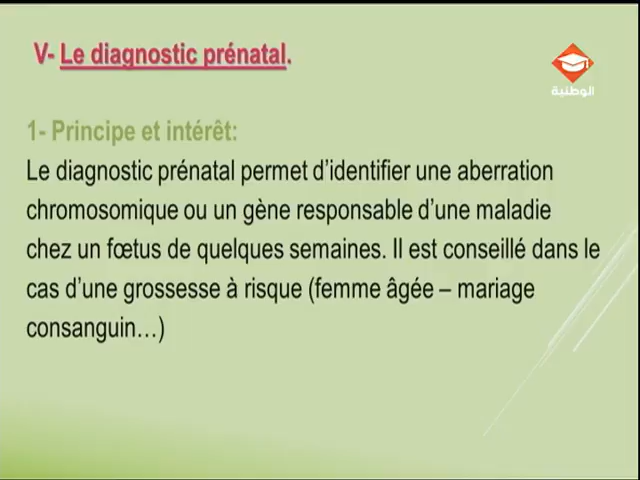 V- Le diagnostic prénatal.
الوطنية
1- Principe et intérêt:
Le diagnostic prénatal permet d’identifier une aberration
chromosomique ou un gène responsable d’une maladie
chez un fœtus de quelques semaines. Il est conseillé dans le
cas d’une grossesse à risque (femme âgée – mariage
consanguin…)